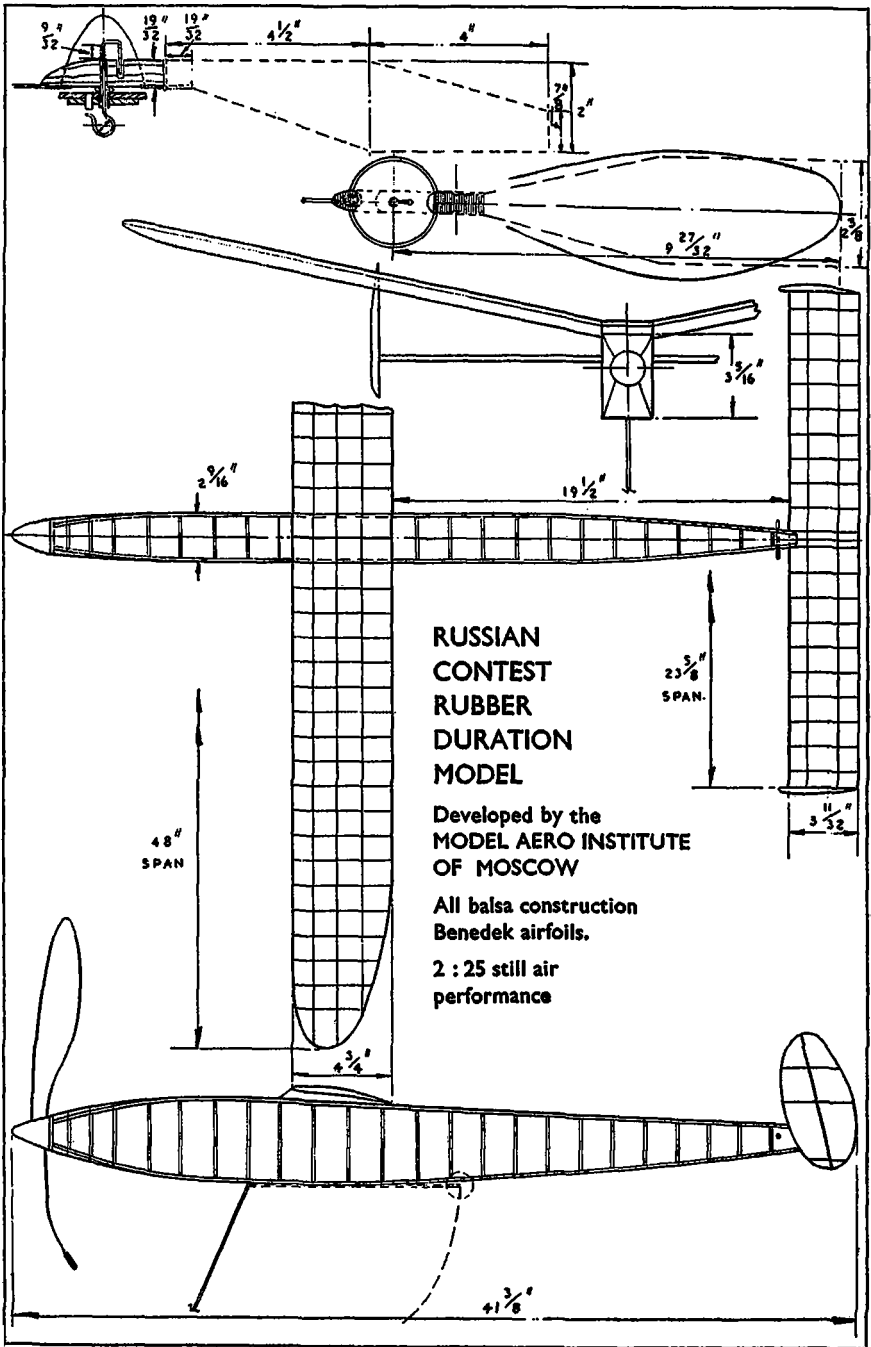 9/32"
19/32"
19/32"
4 1/2"
4"
2"
9 27/32"
2 3/8"
3 5/16"
2 9/16"
19 1/2"
RUSSIAN
CONTEST
RUBBER
DURATION
MODEL
23 5/8"
SPAN.
Developed by the
MODEL AERO INSTITUTE
OF MOSCOW
3 11/32"
48"
SPAN
All balsa construction
Benedek airfoils.
2 : 25 still air
performance
4 3/4"
41 3/8"